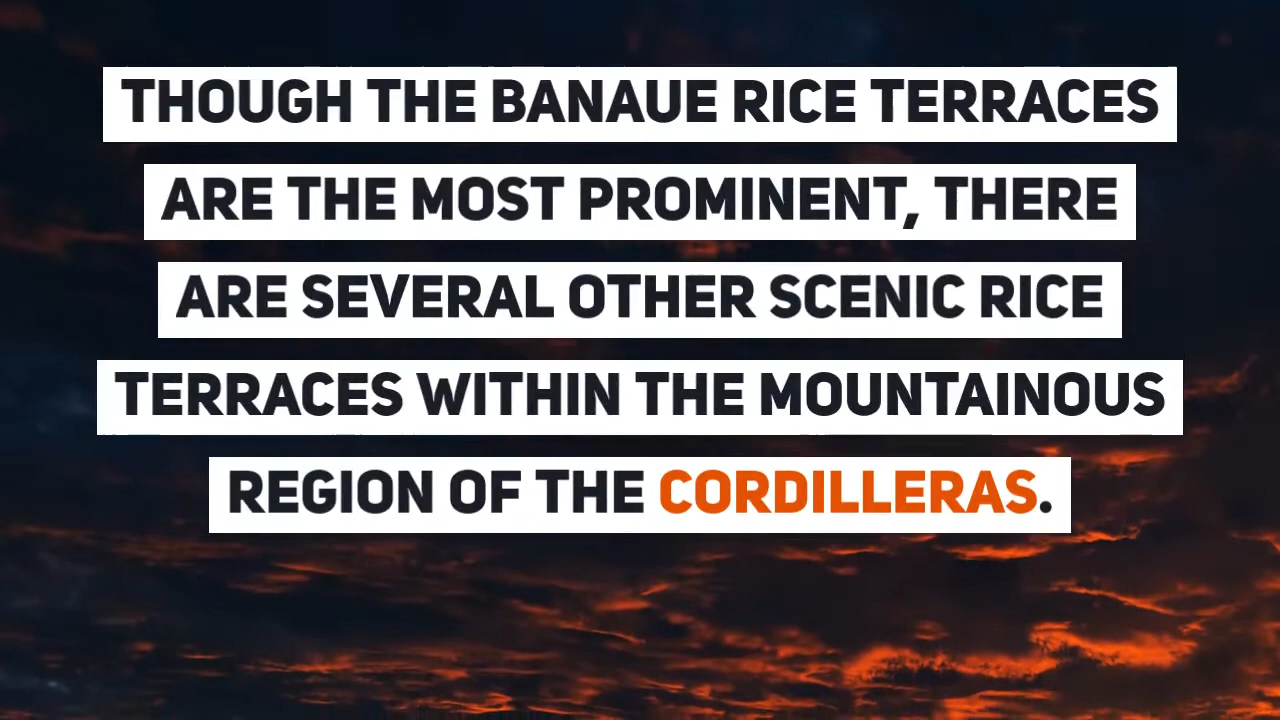 THOUGH THE BANAUE RICE TERRACES
ARE THE MOST PROMINENT, THERE
ARE SEVERAL OTHER SCENIC RICE
TERRACES WITHIN THE MOUNTAINOUS
REGION OF THE CORDILLERAS.